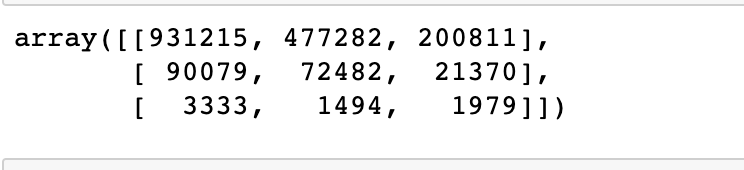 array([[931215, 477282, 200811],
       [ 90079,  72482,  21370],
       [  3333,   1494,   1979]])